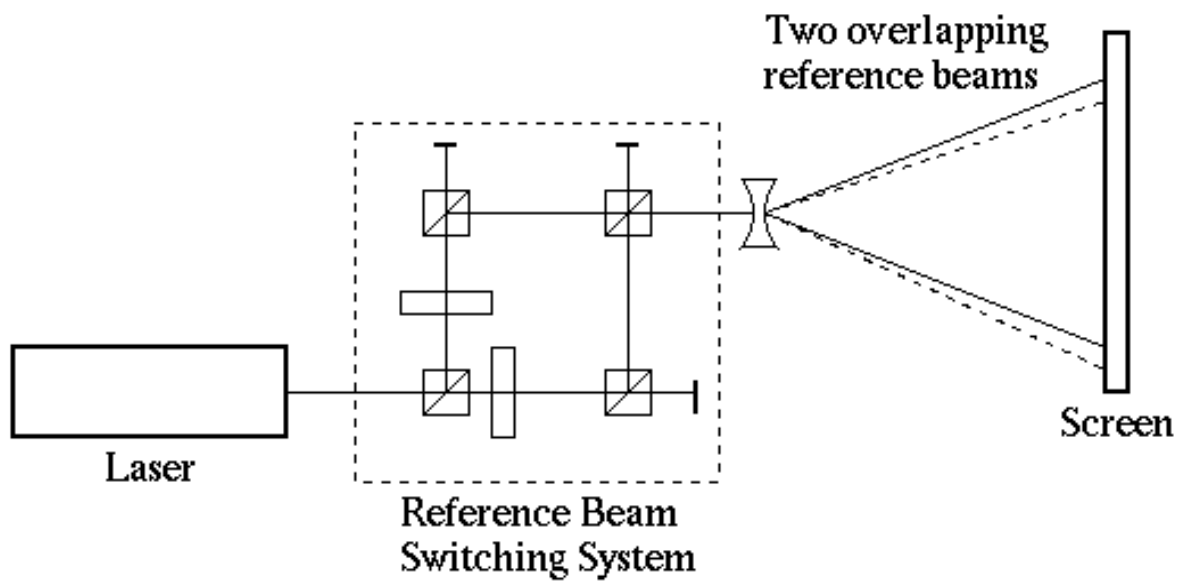 Two overlapping
reference beams
Laser
Screen
Reference Beam
Switching System